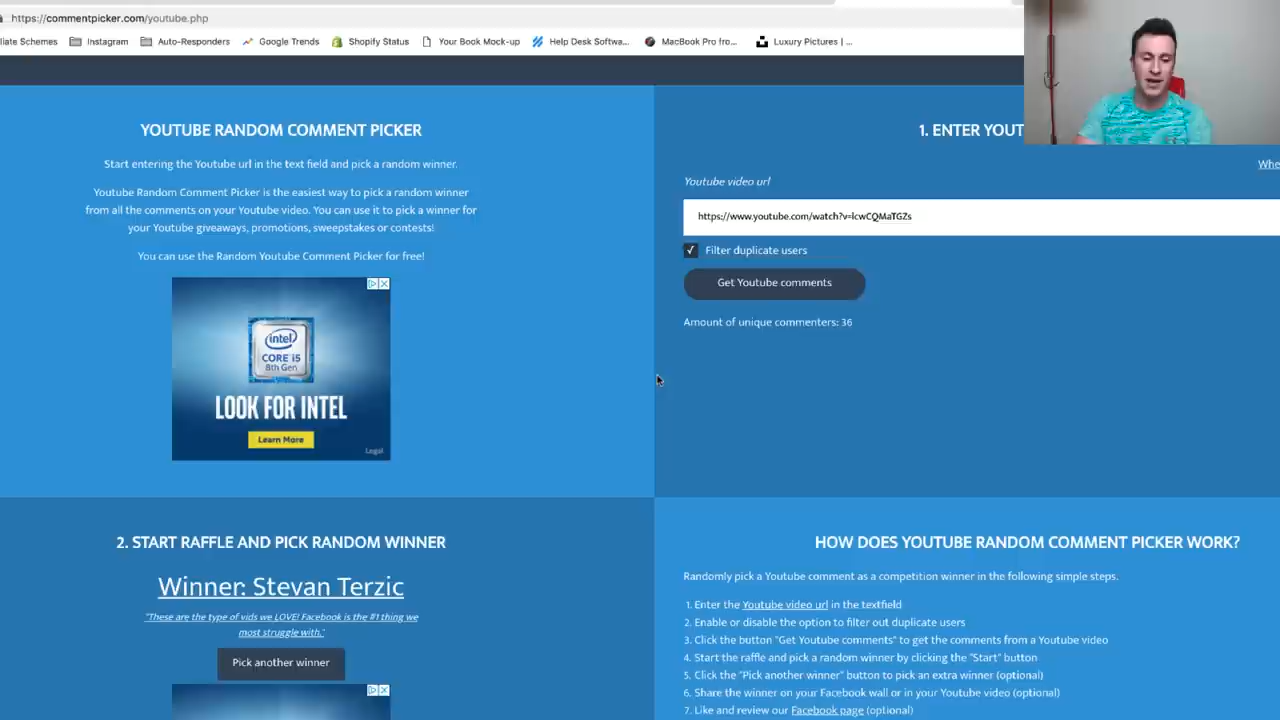 https://commentpicker.com/youtube.php
liate Schemes
Instagram
Auto-Responders
Google Trends
Shopify Status
Your Book Mock-up
Help Desk Softwa...
MacBook Pro fro...
Luxury Pictures | ...
YOUTUBE RANDOM COMMENT PICKER
Start entering the Youtube url in the text field and pick a random winner.
Youtube Random Comment Picker is the easiest way to pick a random winner
from all the comments on your Youtube video. You can use it to pick a winner for
your Youtube giveaways, promotions, sweepstakes or contests!
You can use the Random Youtube Comment Picker for free!
intel
CORE i5
8th Gen
LOOK FOR INTEL
Learn More
Legal
1. ENTER YOUT
Whe
Youtube video url
https://www.youtube.com/watch?v=lcwCQMaTGZs
Filter duplicate users
Get Youtube comments
Amount of unique commenters: 36
2. START RAFFLE AND PICK RANDOM WINNER
Winner: Stevan Terzic
"These are the type of vids we LOVE! Facebook is the #1 thing we
most struggle with."
Pick another winner
HOW DOES YOUTUBE RANDOM COMMENT PICKER WORK?
Randomly pick a Youtube comment as a competition winner in the following simple steps.
1. Enter the Youtube video url in the textfield
2. Enable or disable the option to filter out duplicate users
3. Click the button "Get Youtube comments" to get the comments from a Youtube video
4. Start the raffle and pick a random winner by clicking the "Start" button
5. Click the "Pick another winner" button to pick an extra winner (optional)
6. Share the winner on your Facebook wall or in your Youtube video (optional)
7. Like and review our Facebook page (optional)